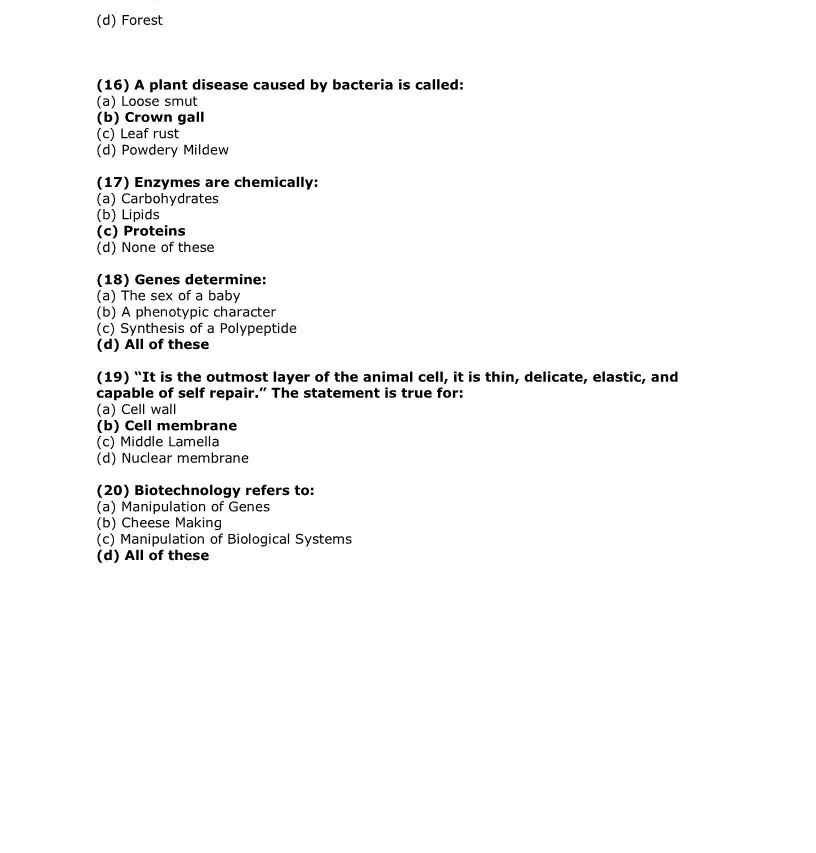 (d) Forest
(16) A plant disease caused by bacteria is called:
(a) Loose smut
(b) Crown gall
(c) Leaf rust
(d) Powdery Mildew
(17) Enzymes are chemically:
(a) Carbohydrates
(b) Lipids
(c) Proteins
(d) None of these
(18) Genes determine:
(a) The sex of a baby
(b) A phenotypic character
(c) Synthesis of a Polypeptide
(d) All of these
(19) “It is the outmost layer of the animal cell, it is thin, delicate, elastic, and
capable of self repair.” The statement is true for:
(a) Cell wall
(b) Cell membrane
(c) Middle Lamella
(d) Nuclear membrane
(20) Biotechnology refers to:
(a) Manipulation of Genes
(b) Cheese Making
(c) Manipulation of Biological Systems
(d) All of these